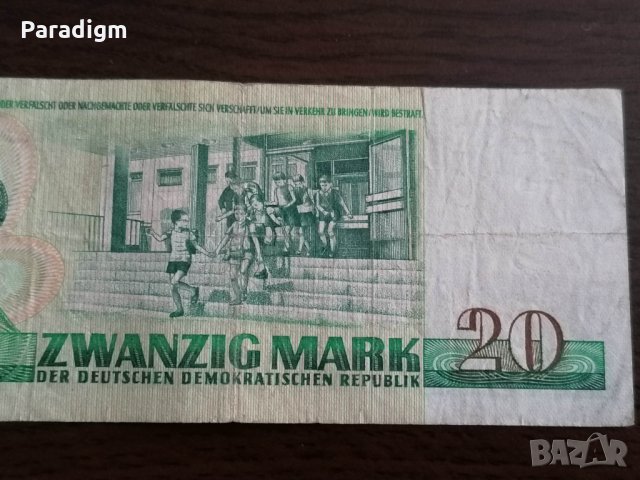 Paradigm
DER VERFÄLSCHT ODER NACHGEMACHTE ODER VERFÄLSCHTE SICH VERSCHAFFT/UM SIE IN VERKEHR ZU BRINGEN/WIRD BESTRAFT
ZWANZIG MARK
DER DEUTSCHEN DEMOKRATISCHEN REPUBLIK
20
BAZAR